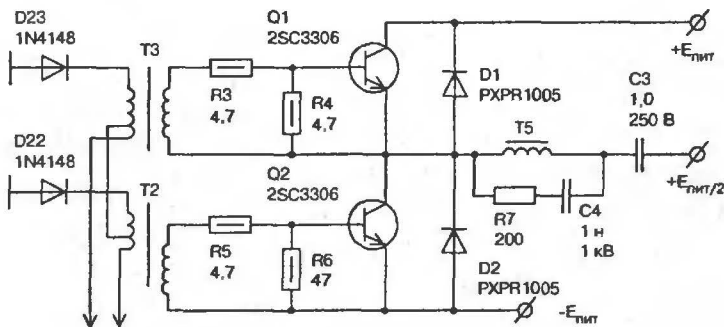 D23
1N4148
T3
R3
4,7
R4
4,7
Q1
2SC3306
D1
PXPR1005
+Eпит
C3
1,0
250 В
T5
+Eпит/2
R7
200
C4
1 н
1 кВ
D22
1N4148
T2
R5
4,7
R6
47
Q2
2SC3306
D2
PXPR1005
-Eпит